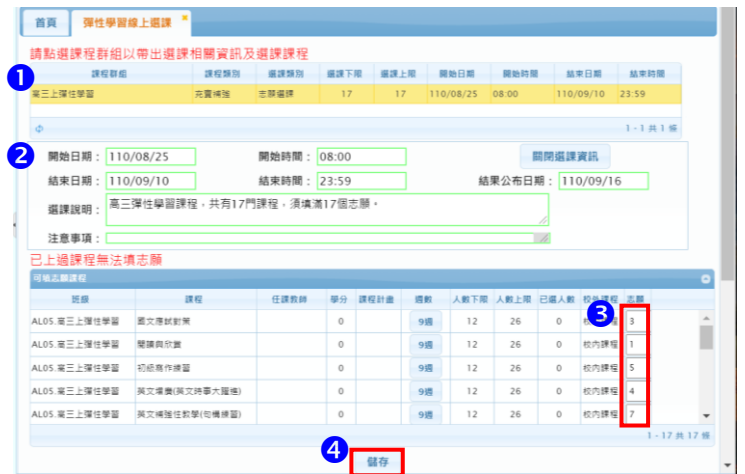 首頁 彈性學習線上選課
請點選課程群組以帶出選課相關資訊及選課課程
1
課程群組 課程類別 選課類別 選課下限 選課上限 開始日期 開始時間 結束日期 結束時間
高三上彈性學習 充實補強 志願選課 17 17 110/08/25 08:00 110/09/10 23:59
1 - 1 共 1 條
2
開始日期： 110/08/25 開始時間： 08:00 關閉選課資訊
結束日期： 110/09/10 結束時間： 23:59 結果公布日期： 110/09/16
選課說明： 高三彈性學習課程，共有17門課程，須填滿17個志願。
注意事項：
已上過課程無法填志願
可填志願課程
班級 課程 任課教師 學分 課程計畫 週數 人數下限 人數上限 已選人數 校外課程 志願
3
AL05.高三上彈性學習 國文應試對策 0 9週 12 26 0 校內課程 3
AL05.高三上彈性學習 閱讀與欣賞 0 9週 12 26 0 校內課程 1
AL05.高三上彈性學習 初級寫作練習 0 9週 12 26 0 校內課程 5
AL05.高三上彈性學習 英文增廣(英文時事大躍進) 0 9週 12 26 0 校內課程 4
AL05.高三上彈性學習 英文補強性教學(句構練習) 0 9週 12 26 0 校內課程 7
1 - 17 共 17 條
4
儲存